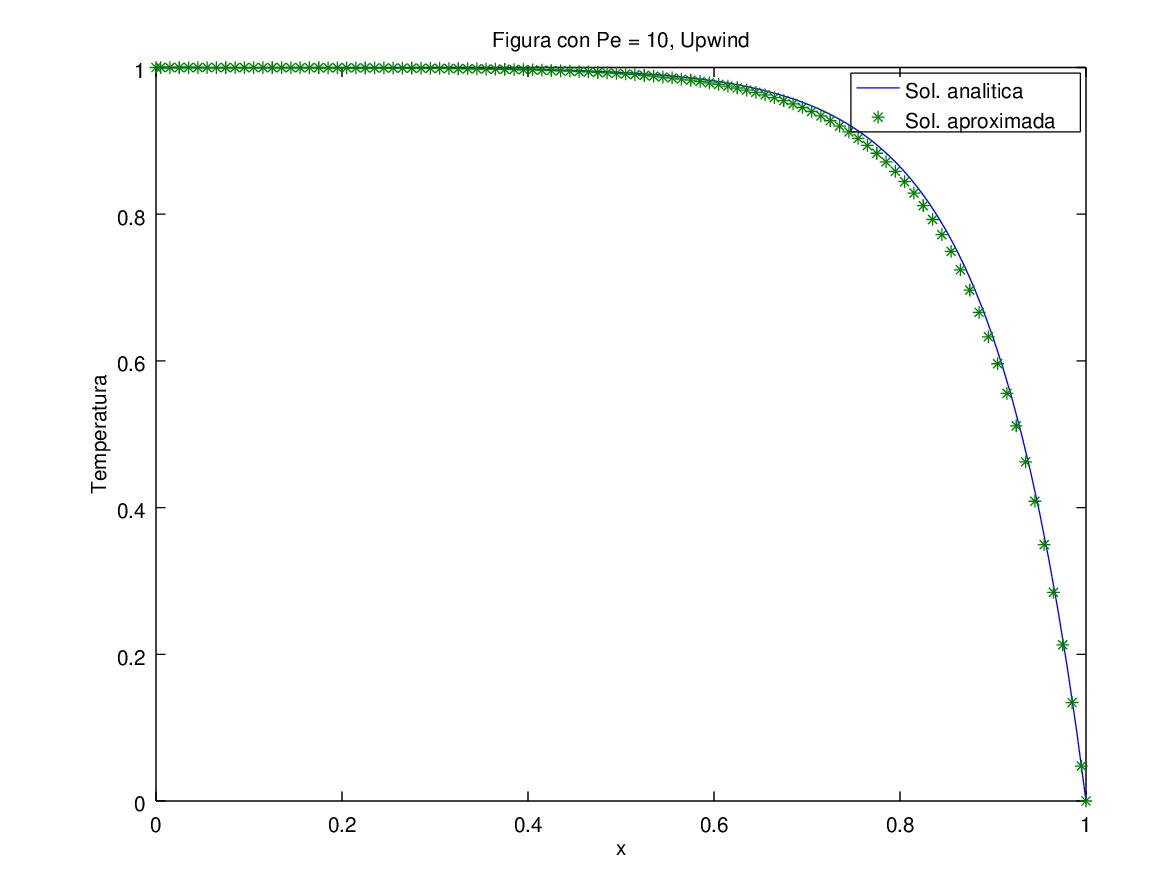 Figura con Pe = 10, Upwind
Sol. analitica
Sol. aproximada
Temperatura
1
0.8
0.6
0.4
0.2
0
0 0.2 0.4 0.6 0.8 1
x